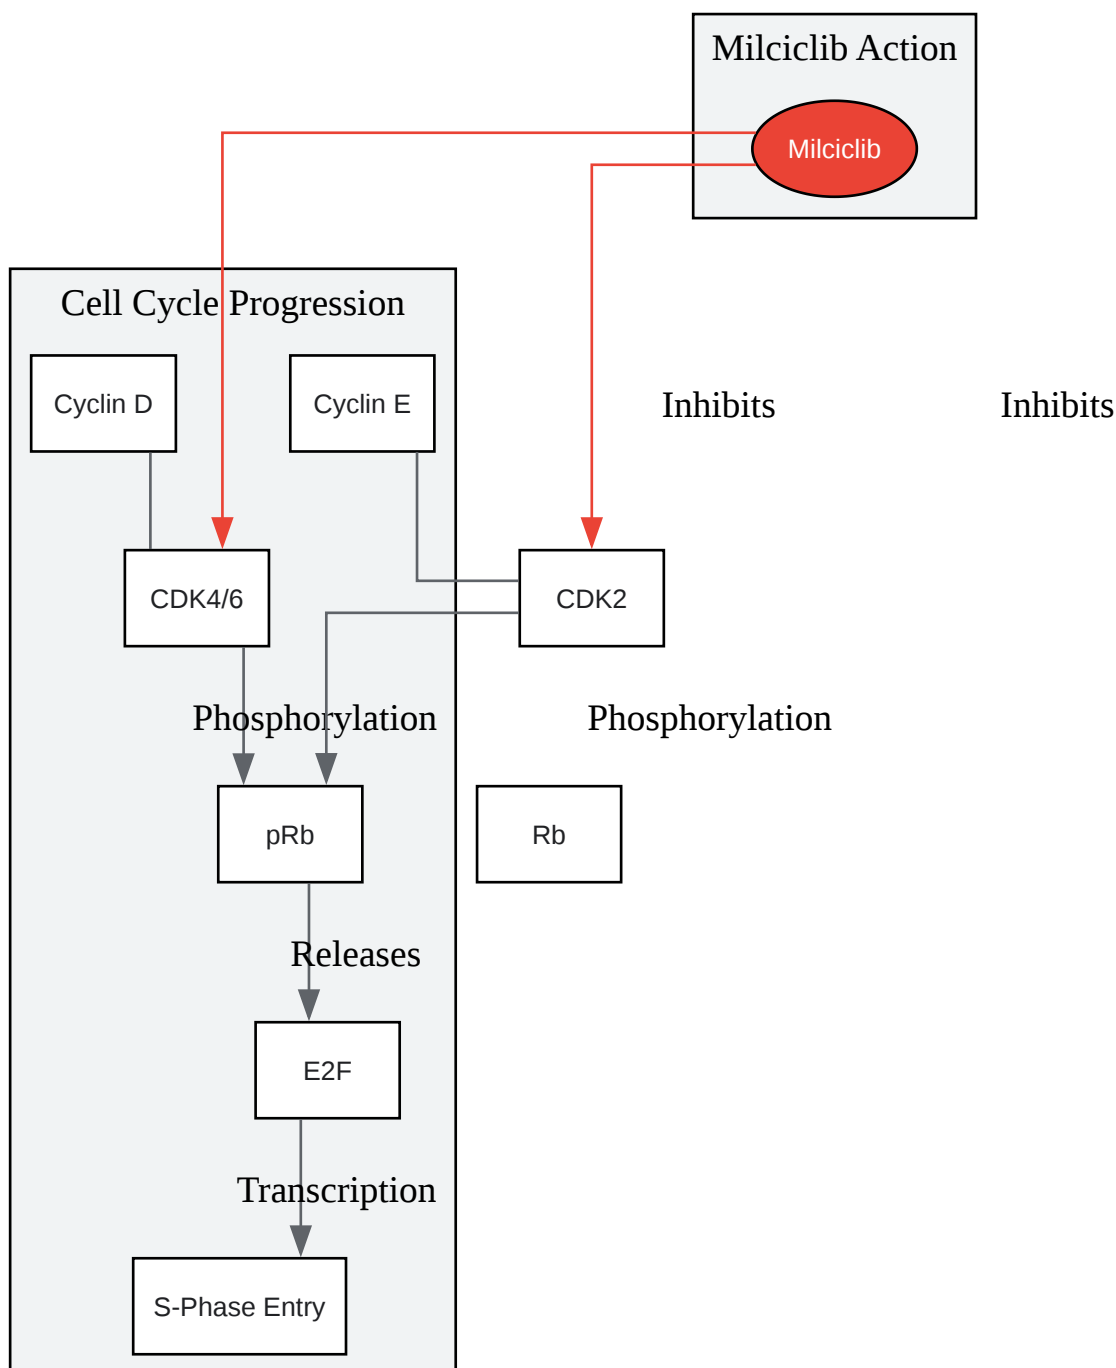 Milciclib Action
Milciclib
Cell Cycle Progression
Cyclin D
Cyclin E
Inhibits
Inhibits
CDK4/6
CDK2
Phosphorylation
Phosphorylation
pRb
Rb
Releases
E2F
Transcription
S-Phase Entry